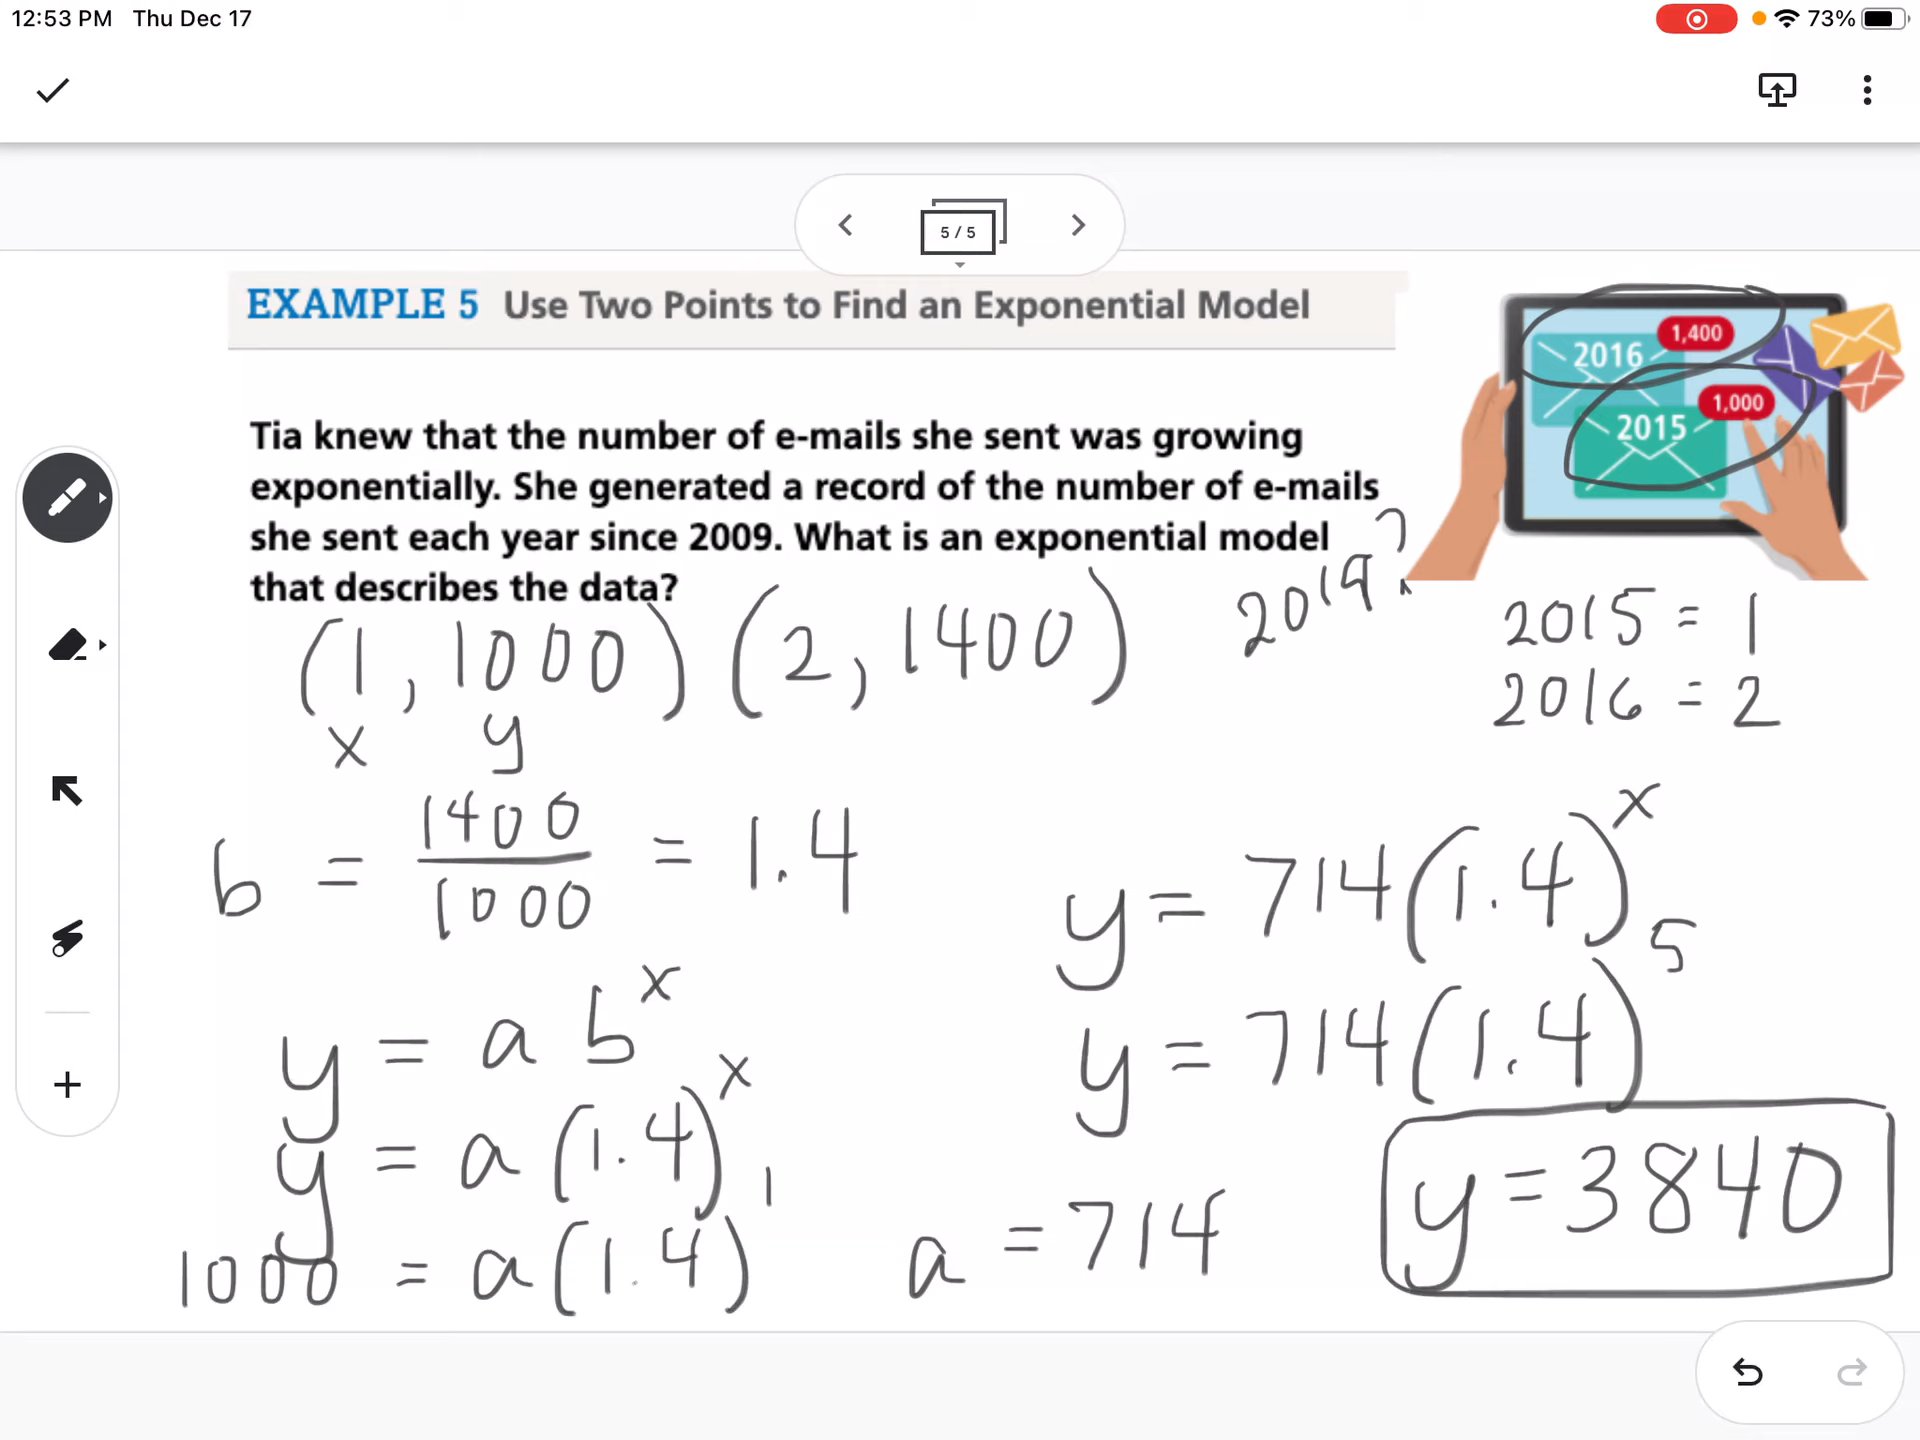 12:53 PM Thu Dec 17
73%
5 / 5
EXAMPLE 5 Use Two Points to Find an Exponential Model
1,400
2016
1,000
2015
Tia knew that the number of e-mails she sent was growing
exponentially. She generated a record of the number of e-mails
she sent each year since 2009. What is an exponential model
that describes the data?
2019?
(1, 1000) (2, 1400)
x y
2015 = 1
2016 = 2
b = 1400/1000 = 1.4
y = a b^x
y = a(1.4)^x
1000 = a(1.4)^1
a = 714
y = 714(1.4)^x
y = 714(1.4)^5
y = 3840